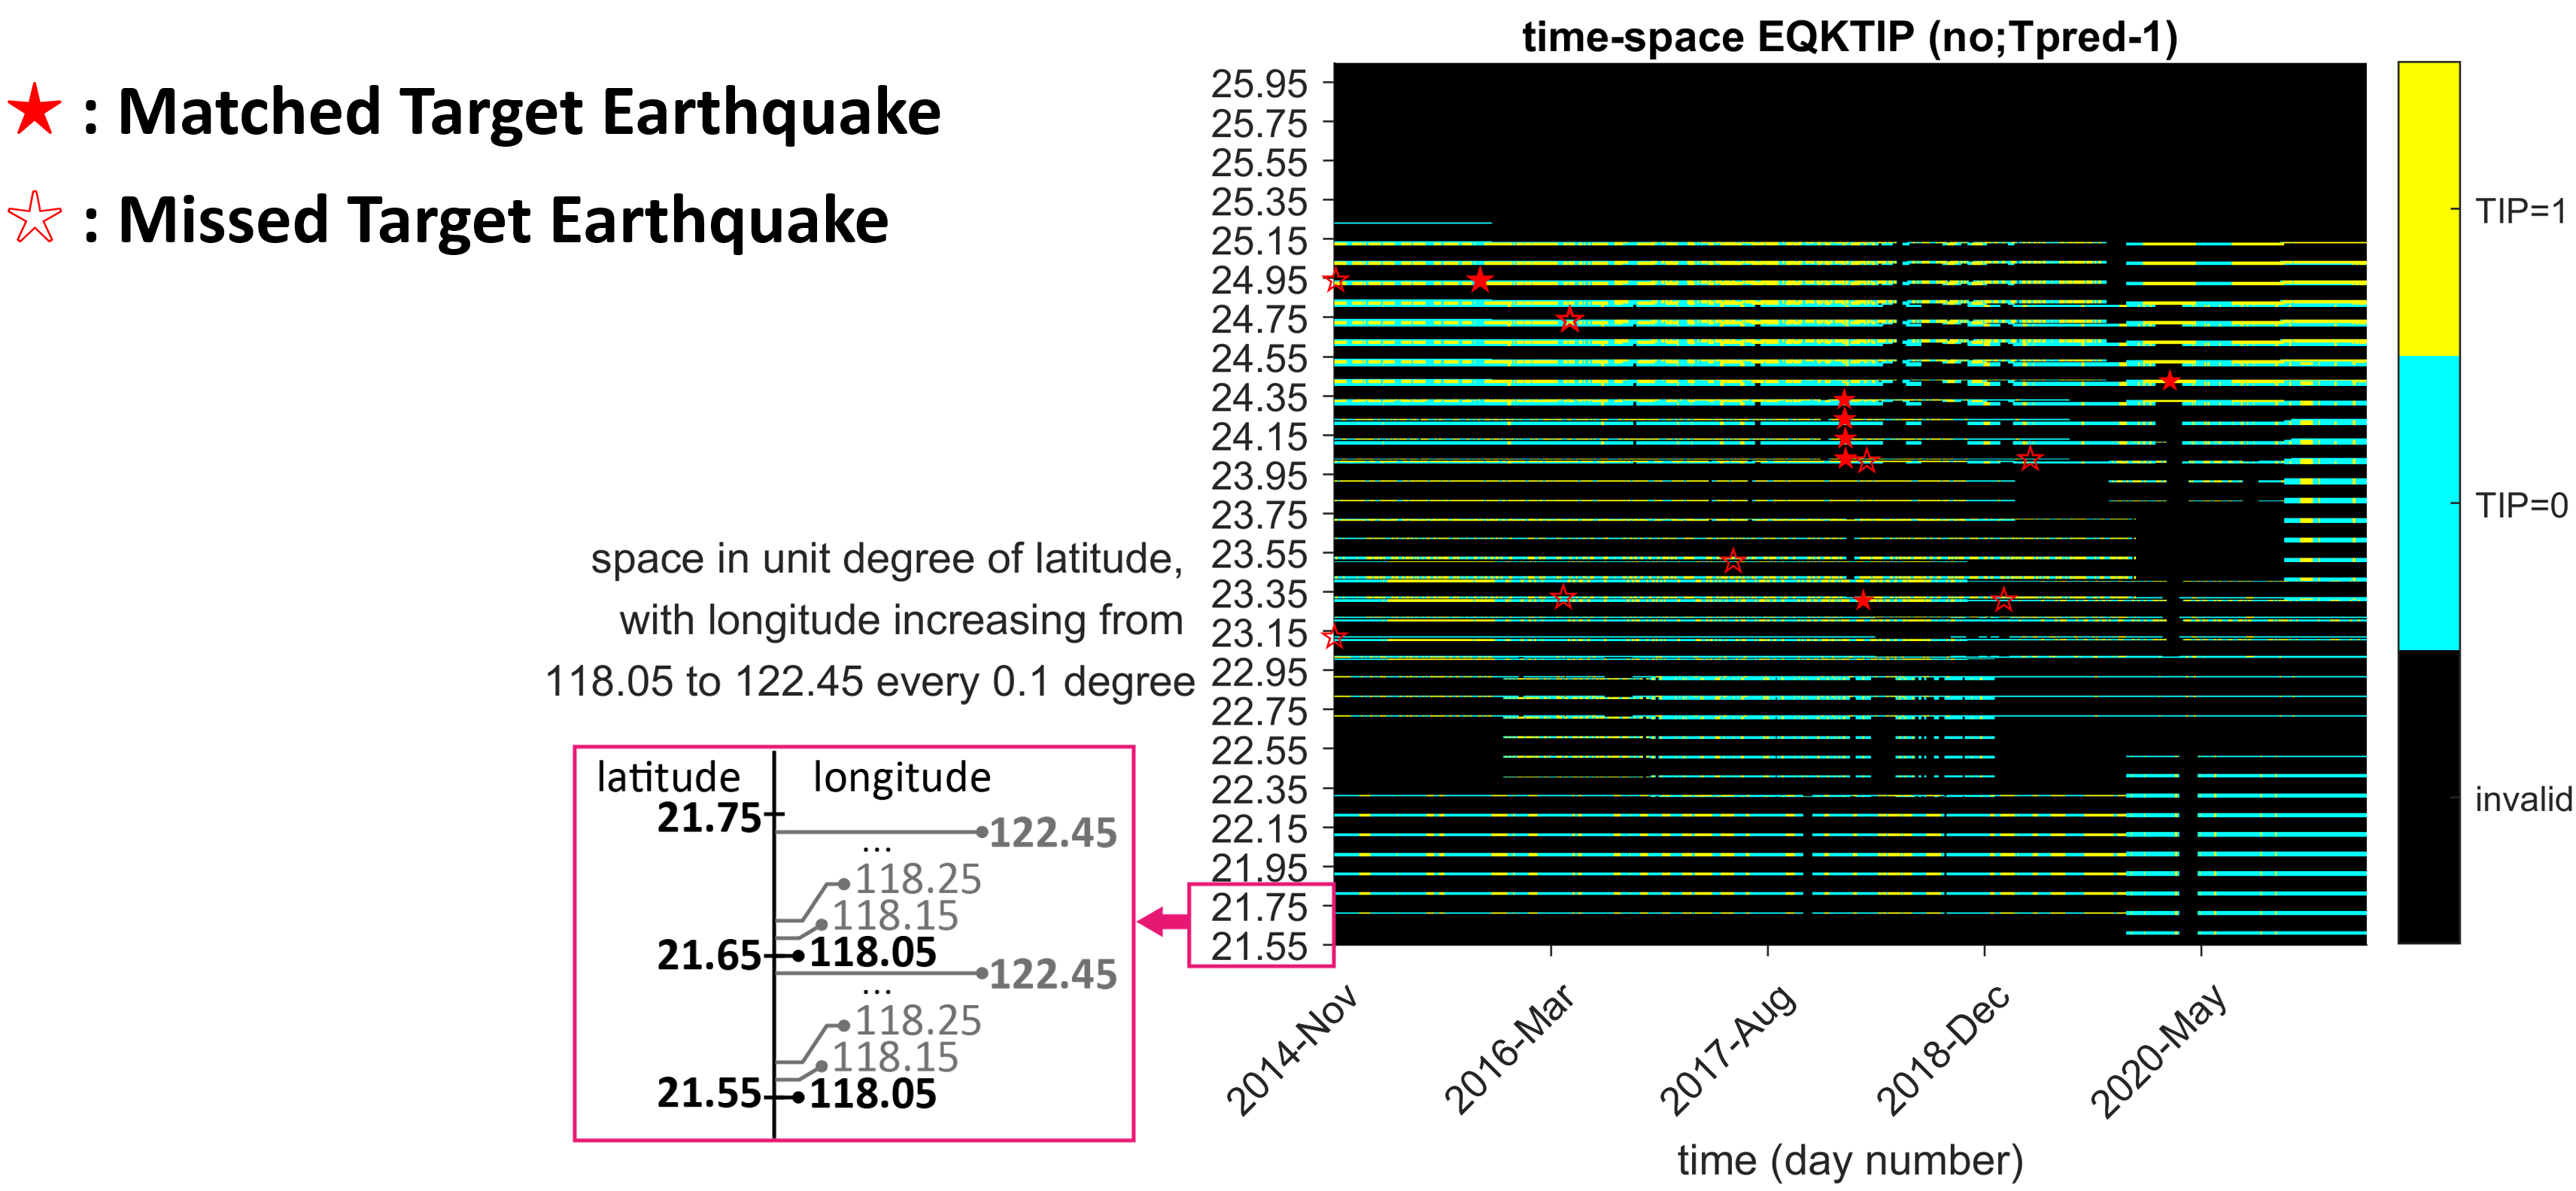 time-space EQKTIP (no;Tpred-1)
: Matched Target Earthquake
: Missed Target Earthquake
25.95
25.75
25.55
25.35
25.15
24.95
24.75
24.55
24.35
24.15
23.95
23.75
23.55
23.35
23.15
22.95
22.75
22.55
22.35
22.15
21.95
21.75
21.55
TIP=1
TIP=0
invalid
space in unit degree of latitude,
with longitude increasing from
118.05 to 122.45 every 0.1 degree
latitude longitude
21.75
122.45
...
118.25
118.15
21.65 118.05
122.45
...
118.25
118.15
21.55 118.05
2014-Nov
2016-Mar
2017-Aug
2018-Dec
2020-May
time (day number)